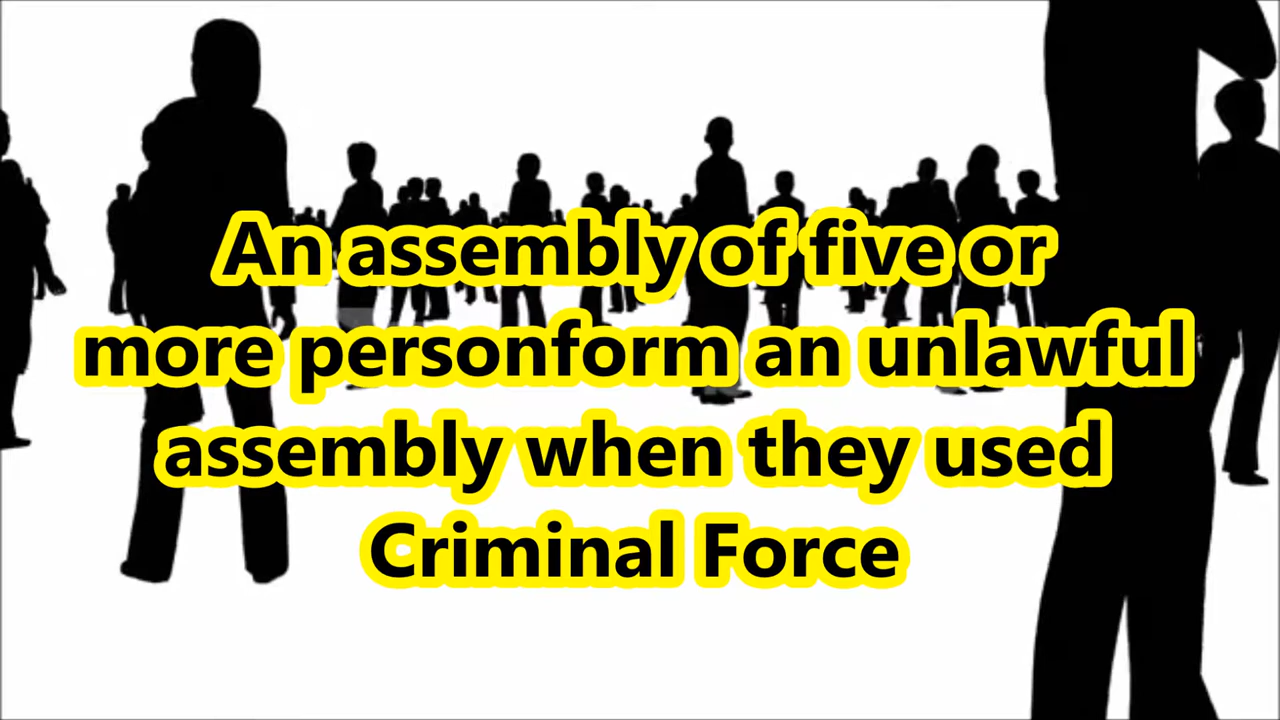 An assembly of five or
more personform an unlawful
assembly when they used
Criminal Force